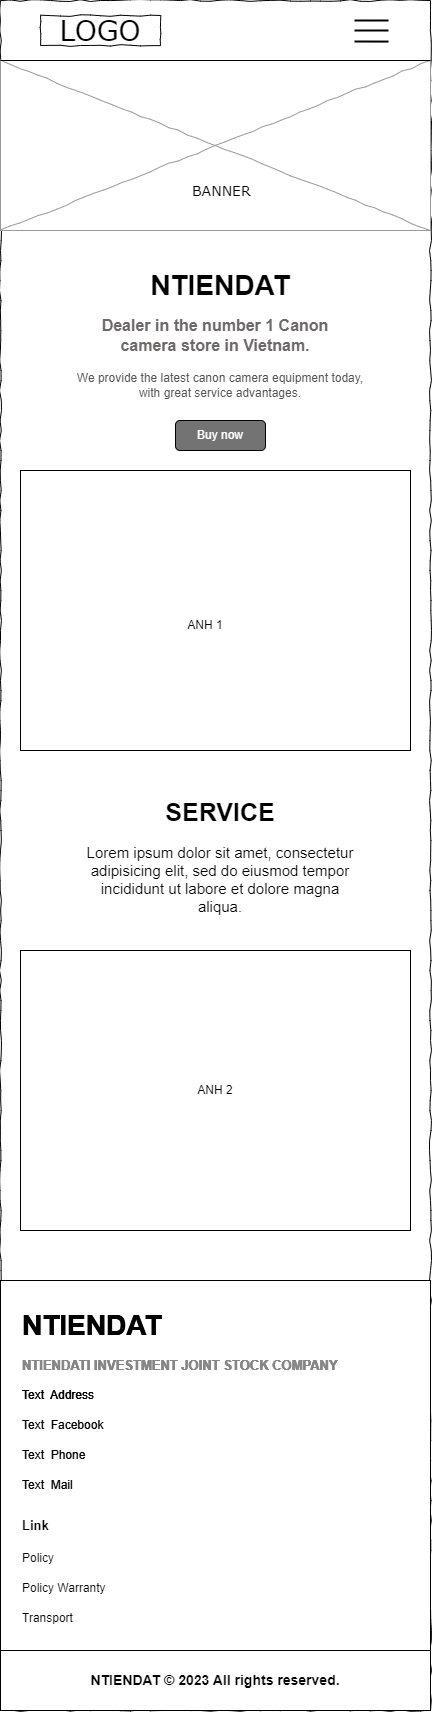 LOGO
BANNER
NTIENDAT
Dealer in the number 1 Canon
camera store in Vietnam.
We provide the latest canon camera equipment today,
with great service advantages.
Buy now
ANH 1
SERVICE
Lorem ipsum dolor sit amet, consectetur
adipisicing elit, sed do eiusmod tempor
incididunt ut labore et dolore magna
aliqua.
ANH 2
NTIENDAT
NTIENDATI INVESTMENT JOINT STOCK COMPANY
Text Address
Text Facebook
Text Phone
Text Mail
Link
Policy
Policy Warranty
Transport
NTIENDAT © 2023 All rights reserved.